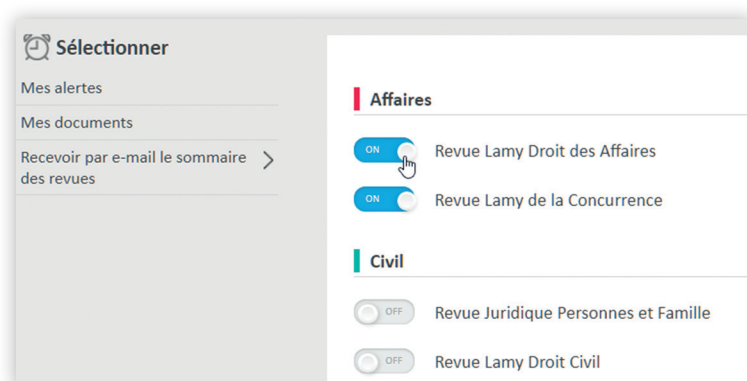 Sélectionner
Mes alertes
Mes documents
Recevoir par e-mail le sommaire
des revues
Affaires
ON Revue Lamy Droit des Affaires
ON Revue Lamy de la Concurrence
Civil
OFF Revue Juridique Personnes et Famille
OFF Revue Lamy Droit Civil